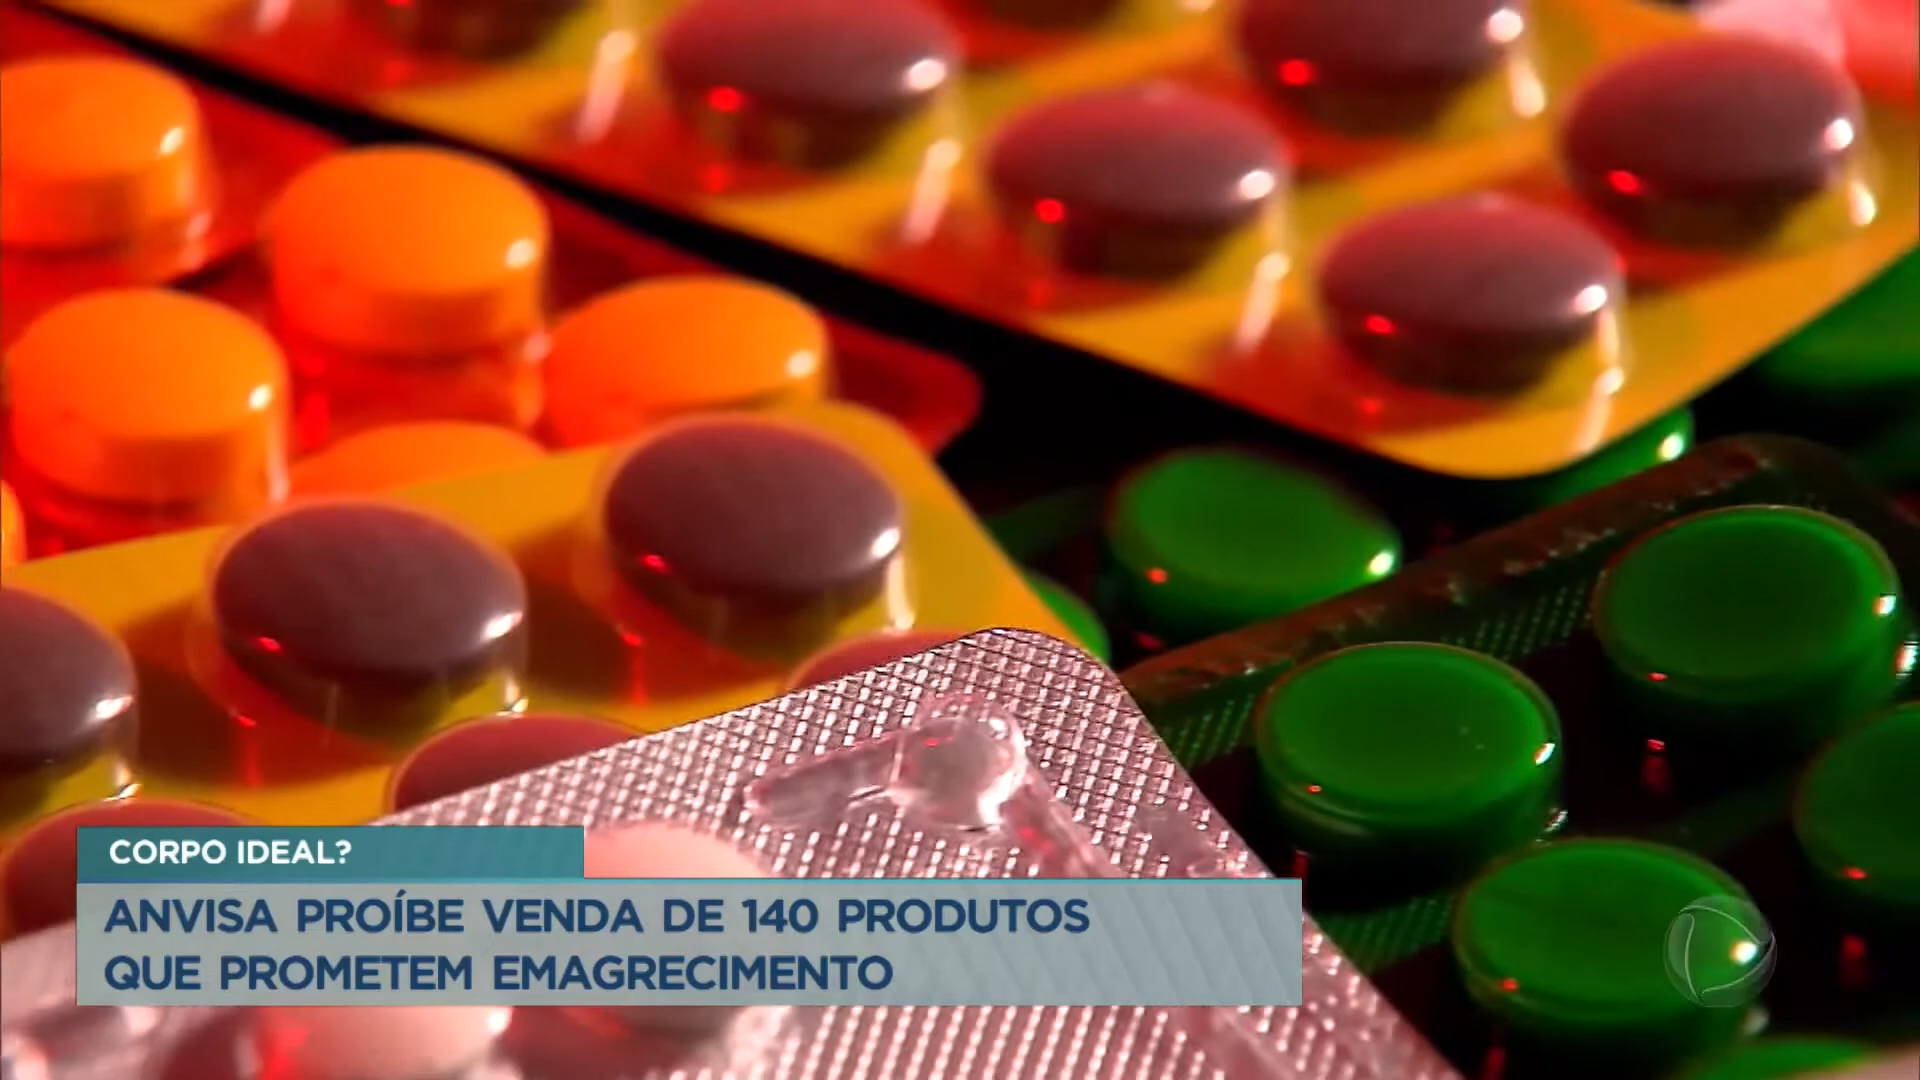 CORPO IDEAL?
ANVISA PROÍBE VENDA DE 140 PRODUTOS
QUE PROMETEM EMAGRECIMENTO